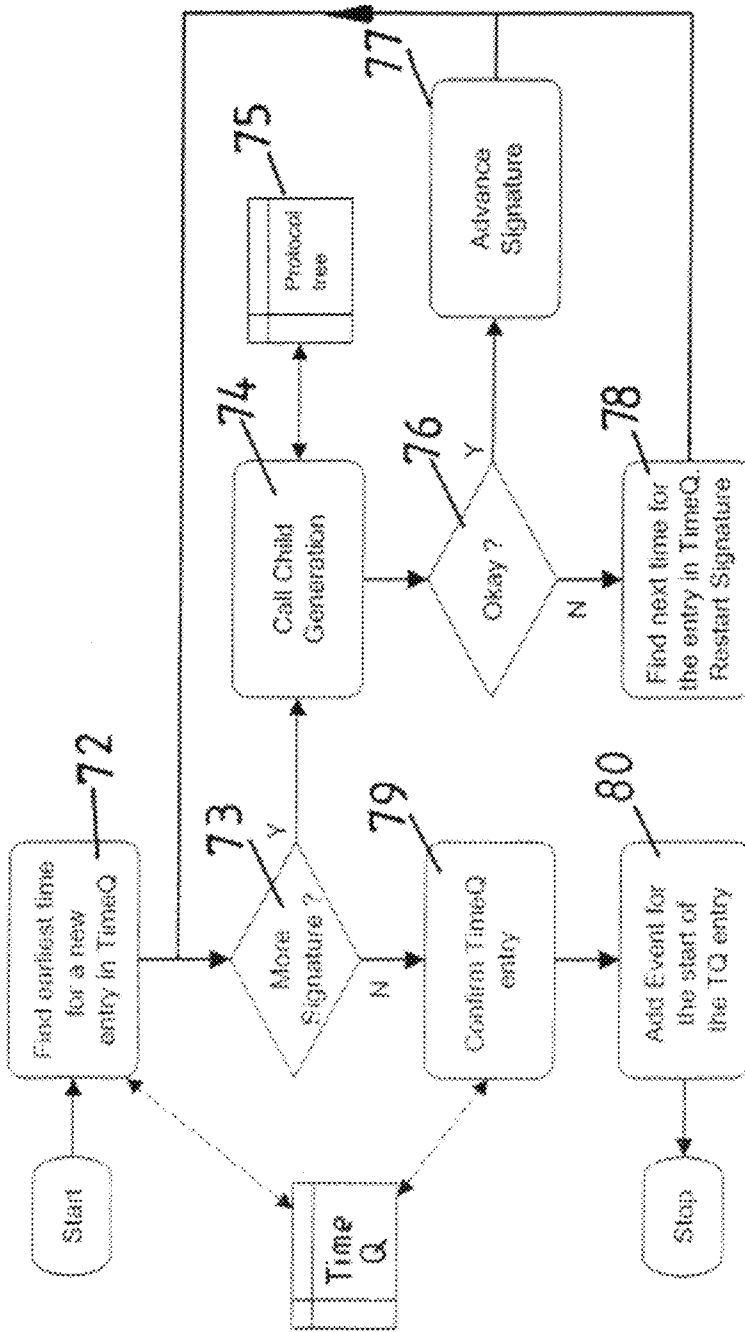 Start
Find earliest time
for a new
entry in TimeQ
72
Time
Q
More
Signature ?
73
Y
N
Call Child
Generation
74
Protocol
tree
75
Okay ?
76
Y
N
Advance
Signature
77
Find next time for
the entry in TimeQ.
Restart Signature
78
Confirm TimeQ
entry
79
Add Event for
the start of
the TQ entry
80
Stop